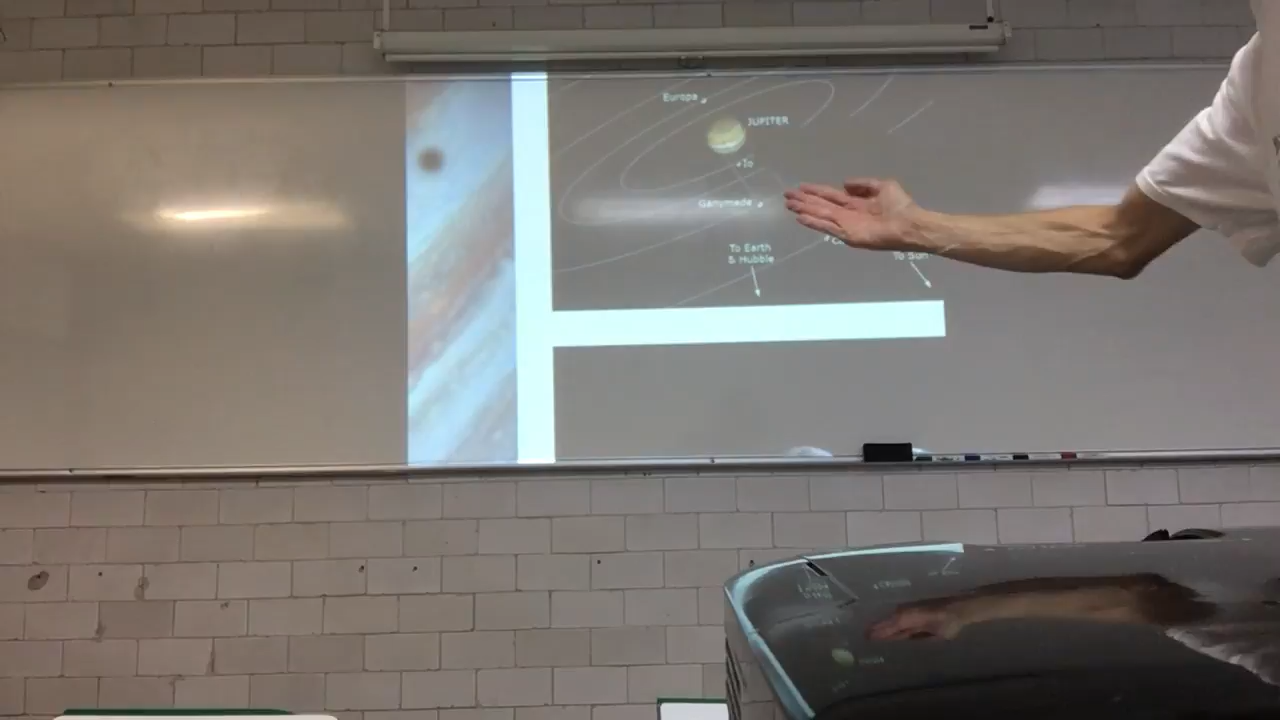 Europa
JUPITER
Io
Ganymede
To Earth
& Hubble
To Sun